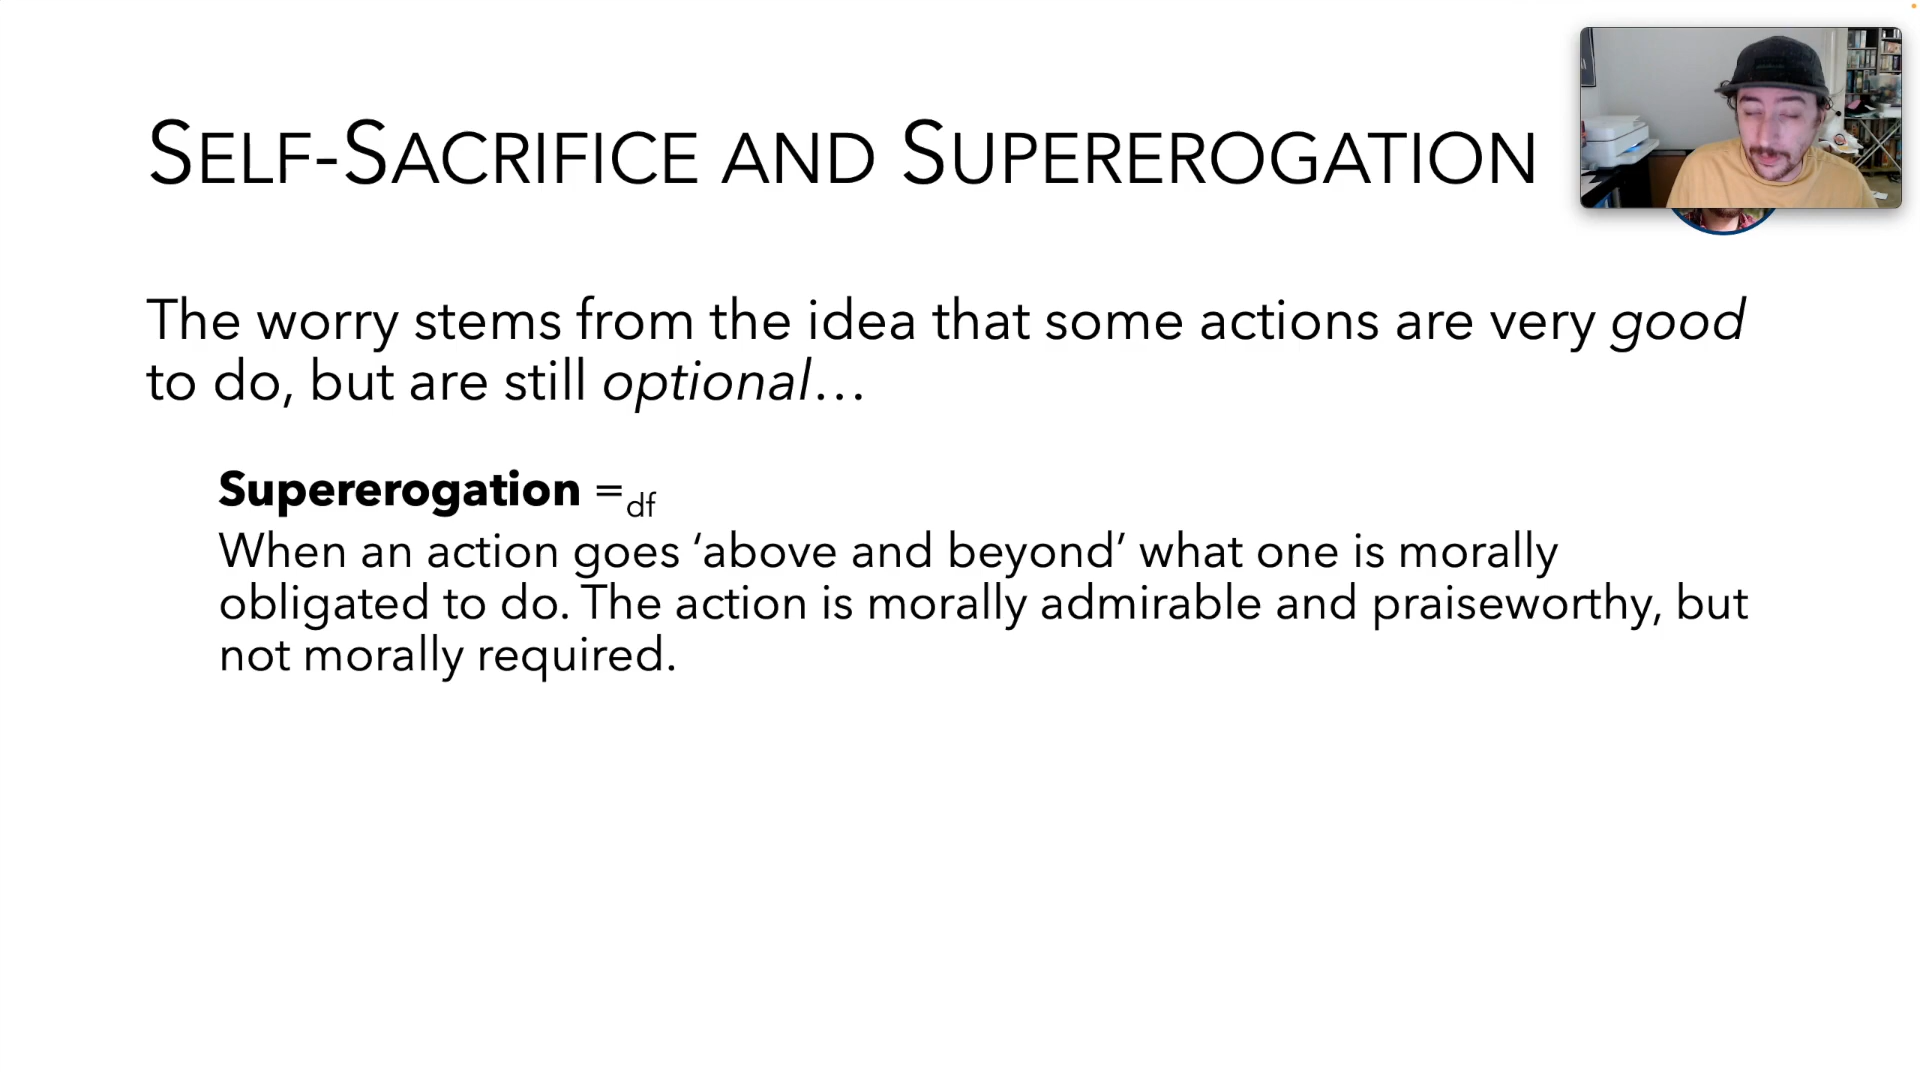 SELF-SACRIFICE AND SUPEREROGATION
The worry stems from the idea that some actions are very good
to do, but are still optional…
Supererogation =df
When an action goes ‘above and beyond’ what one is morally
obligated to do. The action is morally admirable and praiseworthy, but
not morally required.